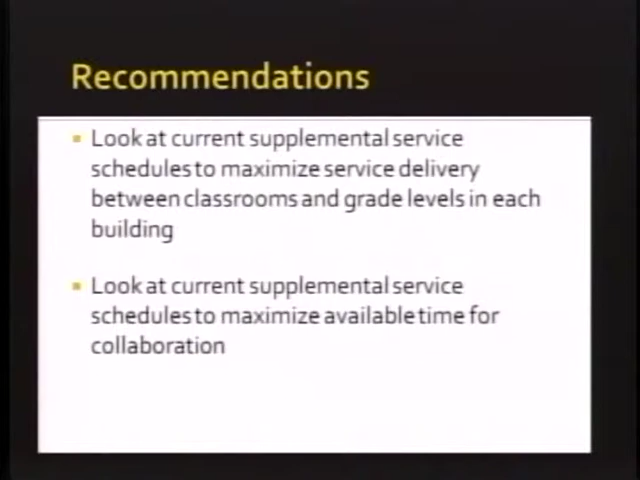 Recommendations
Look at current supplemental service
schedules to maximize service delivery
between classrooms and grade levels in each
building
Look at current supplemental service
schedules to maximize available time for
collaboration